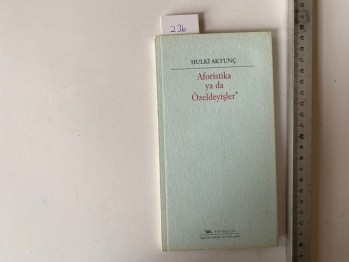 236
HULKİ AKTUNÇ
Aforistika
ya da
Özeldeyişler*